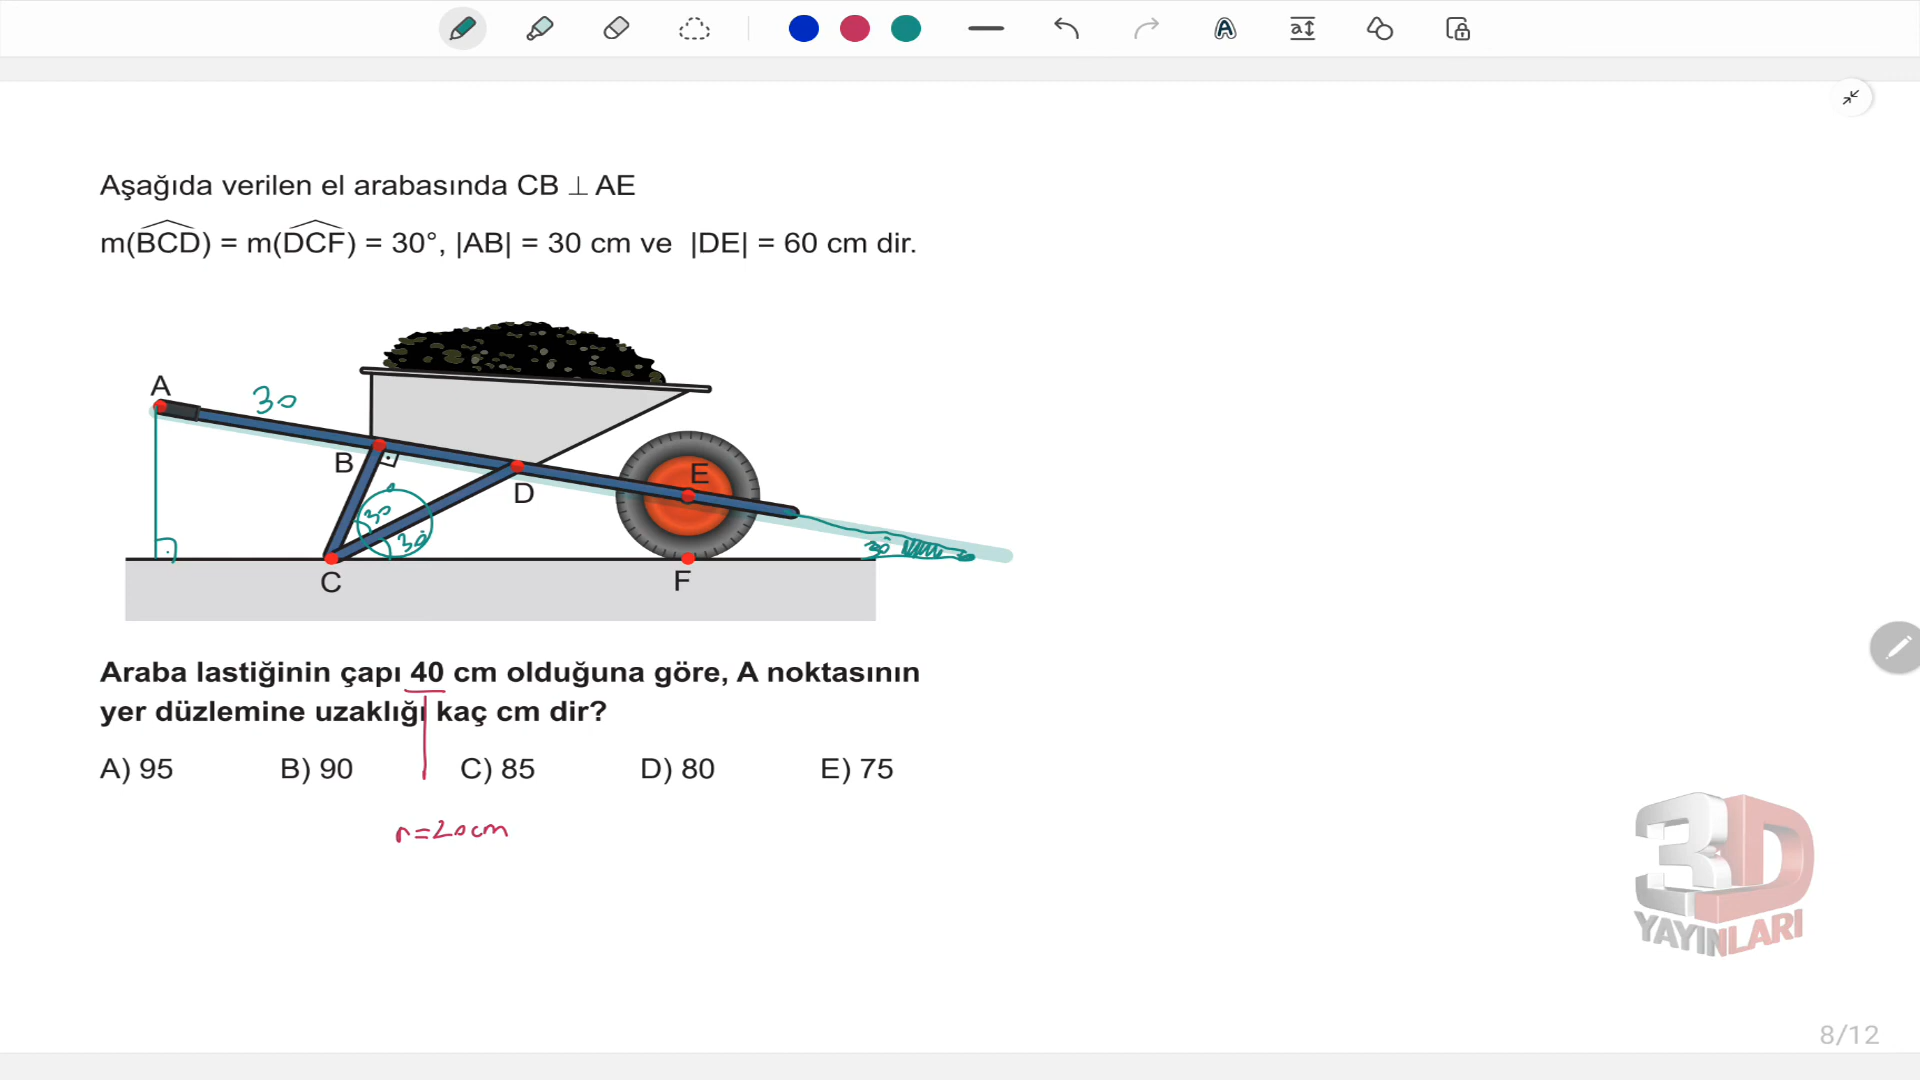 Aşağıda verilen el arabasında CB ⊥ AE
m(BCD) = m(DCF) = 30°, |AB| = 30 cm ve |DE| = 60 cm dir.
A
30
B
D
E
30
30°
30°
C
F
Araba lastiğinin çapı 40 cm olduğuna göre, A noktasının
yer düzlemine uzaklığı kaç cm dir?
A) 95 B) 90 C) 85 D) 80 E) 75
r=20cm
3D
YAYINLARI
8/12